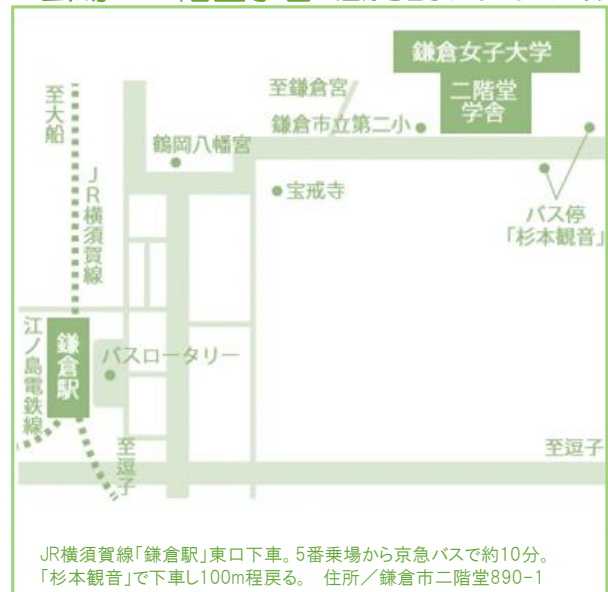 鎌倉女子大学
二階堂
学舎
至鎌倉宮
鎌倉市立第二小
至大船
鶴岡八幡宮
宝戒寺
JR横須賀線
バス停
「杉本観音」
江ノ島電鉄線
鎌倉駅
バスロータリー
至逗子
至逗子
JR横須賀線「鎌倉駅」東口下車。5番乗場から京急バスで約10分。
「杉本観音」で下車し100m程戻る。 住所／鎌倉市二階堂890-1